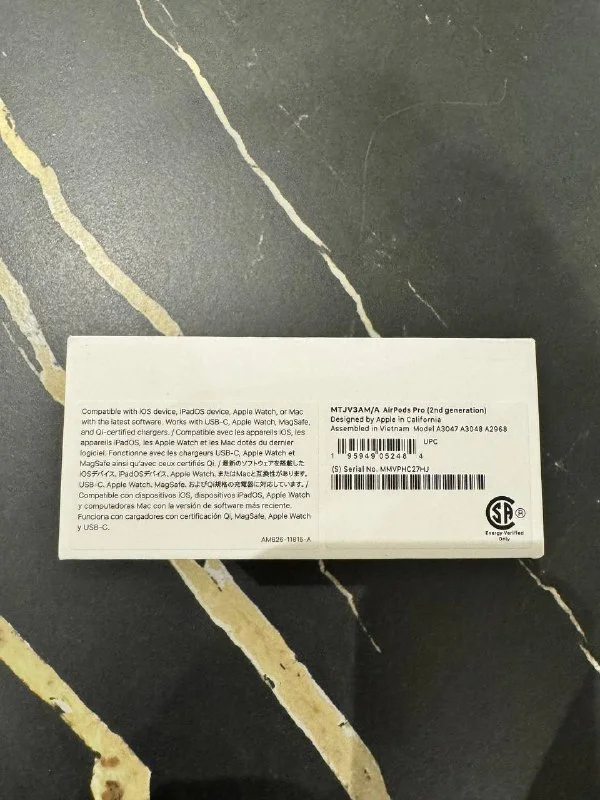 Compatible with iOS device, iPadOS device, Apple Watch, or Mac
with the latest software. Works with USB-C, Apple Watch, MagSafe,
and Qi-certified chargers. / Compatible avec les appareils iOS, les
appareils iPadOS, les Apple Watch et les Mac dotés du dernier
logiciel. Fonctionne avec les chargeurs USB-C, Apple Watch et
MagSafe ainsi qu'avec ceux certifiés Qi. / 最新のソフトウェアを搭載した
iOSデバイス、iPadOSデバイス、Apple Watch、またはMacと互換性があります。
USB-C、Apple Watch、MagSafe、およびQi規格の充電器に対応しています。/
Compatible con dispositivos iOS, dispositivos iPadOS, Apple Watch
y computadoras Mac con la versión de software más reciente.
Funciona con cargadores con certificación Qi, MagSafe, Apple Watch
y USB-C.
AM626-11816-A
MTJV3AM/A AirPods Pro (2nd generation)
Designed by Apple in California
Assembled in Vietnam Model A3047 A3048 A2968
UPC
1 95949 05248 4
(S) Serial No. MMVPHC27HJ
SA ®
Energy Verified
Only